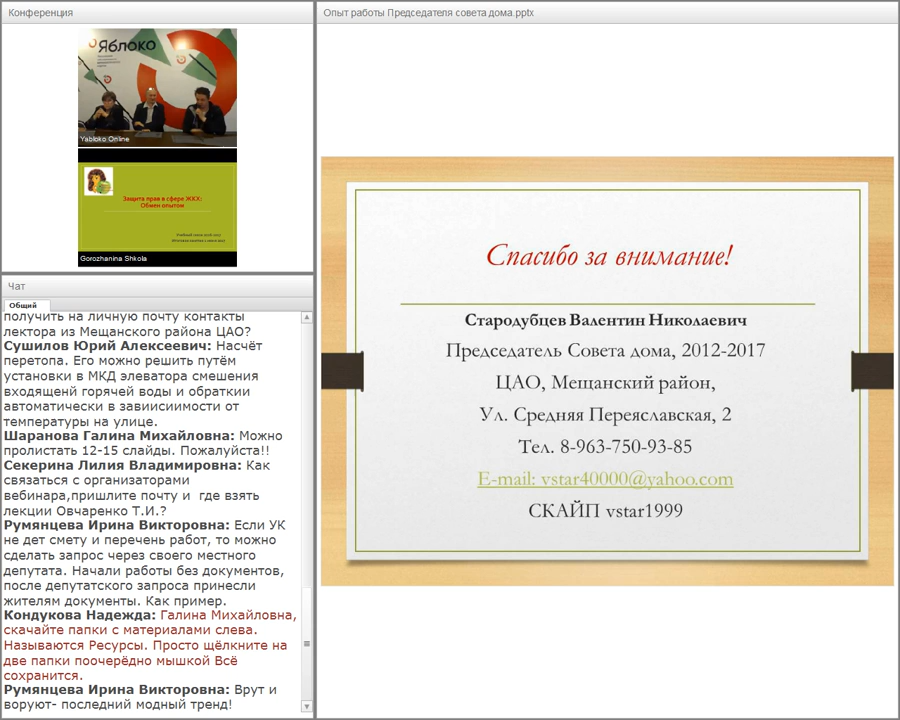 Конференция
Яблоко
Yabloko Online
Защита прав в сфере ЖКХ:
Обмен опытом
Gorozhanina Shkola
Чат
Общий
получить на личную почту контакты
лектора из Мещанского района ЦАО?
Сушилов Юрий Алексеевич: Насчёт
перетопа. Его можно решить путём
установки в МКД элеватора смешения
входященй горячей воды и обраткии
автоматически в завиисиимости от
температуры на улице.
Шаранова Галина Михайловна: Можно
пролистать 12-15 слайды. Пожалуйста!!
Секерина Лилия Владимировна: Как
связаться с организаторами
вебинара,пришлите почту и где взять
лекции Овчаренко Т.И.?
Румянцева Ирина Викторовна: Если УК
не дет смету и перечень работ, то можно
сделать запрос через своего местного
депутата. Начали работы без документов,
после депутатского запроса принесли
жителям документы. Как пример.
Кондукова Надежда: Галина Михайловна,
скачайте папки с материалами слева.
Называются Ресурсы. Просто щёлкните на
две папки поочерёдно мышкой Всё
сохранится.
Румянцева Ирина Викторовна: Врут и
воруют- последний модный тренд!
Опыт работы Председателя совета дома.pptx
Спасибо за внимание!
Стародубцев Валентин Николаевич
Председатель Совета дома, 2012-2017
ЦАО, Мещанский район,
Ул. Средняя Переяславская, 2
Тел. 8-963-750-93-85
E-mail: vstar40000@yahoo.com
СКАЙП vstar1999